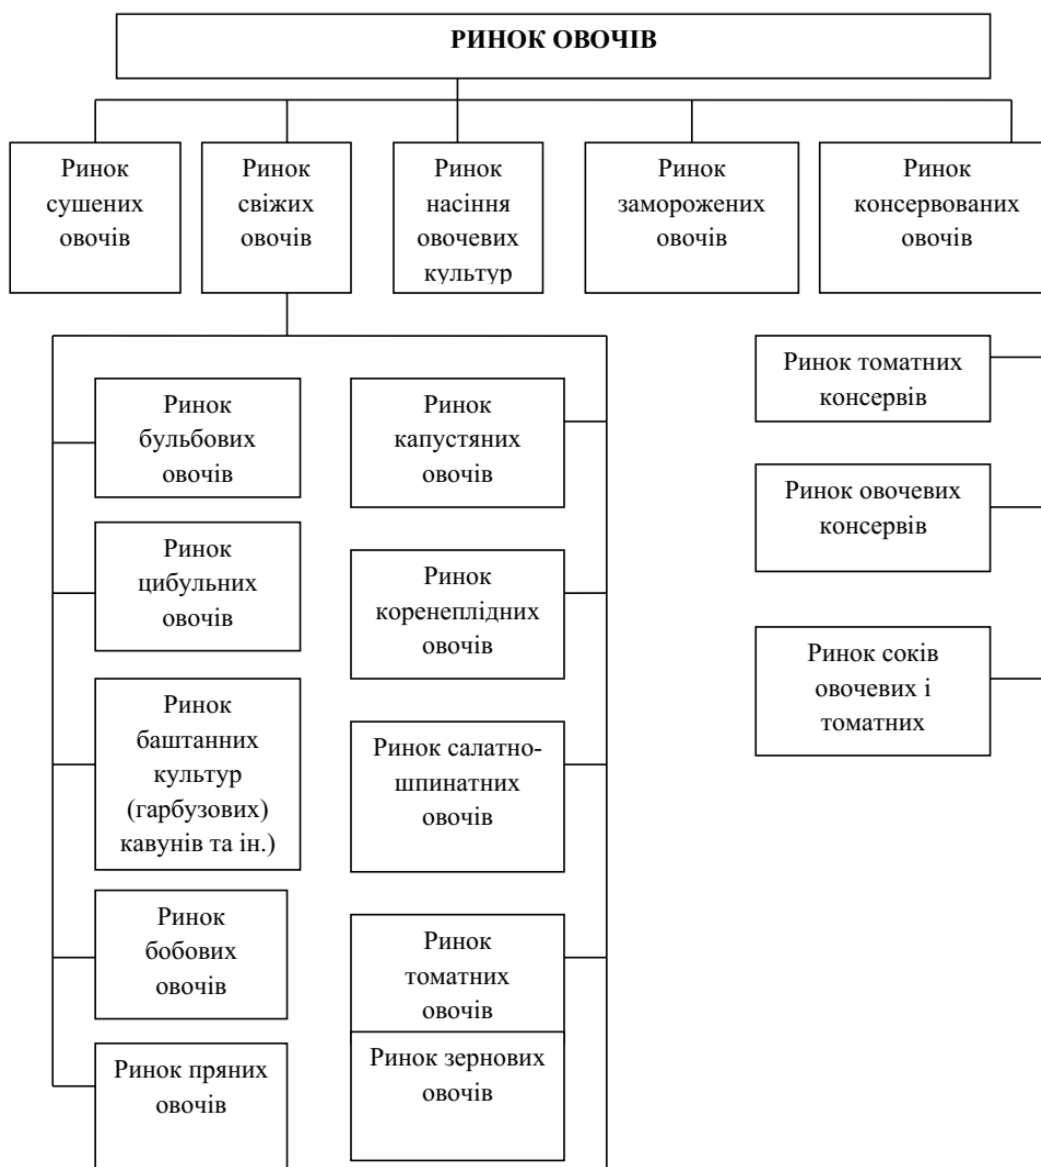 РИНОК ОВОЧІВ
Ринок
сушених
овочів
Ринок
свіжих
овочів
Ринок
насіння
овочевих
культур
Ринок
заморожених
овочів
Ринок
консервованих
овочів
Ринок
бульбових
овочів
Ринок
цибульних
овочів
Ринок
баштанних
культур
(гарбузових)
кавунів та ін.)
Ринок
бобових
овочів
Ринок пряних
овочів
Ринок
капустяних
овочів
Ринок
коренеплідних
овочів
Ринок салатно-
шпинатних
овочів
Ринок
томатних
овочів
Ринок зернових
овочів
Ринок томатних
консервів
Ринок овочевих
консервів
Ринок соків
овочевих і
томатних